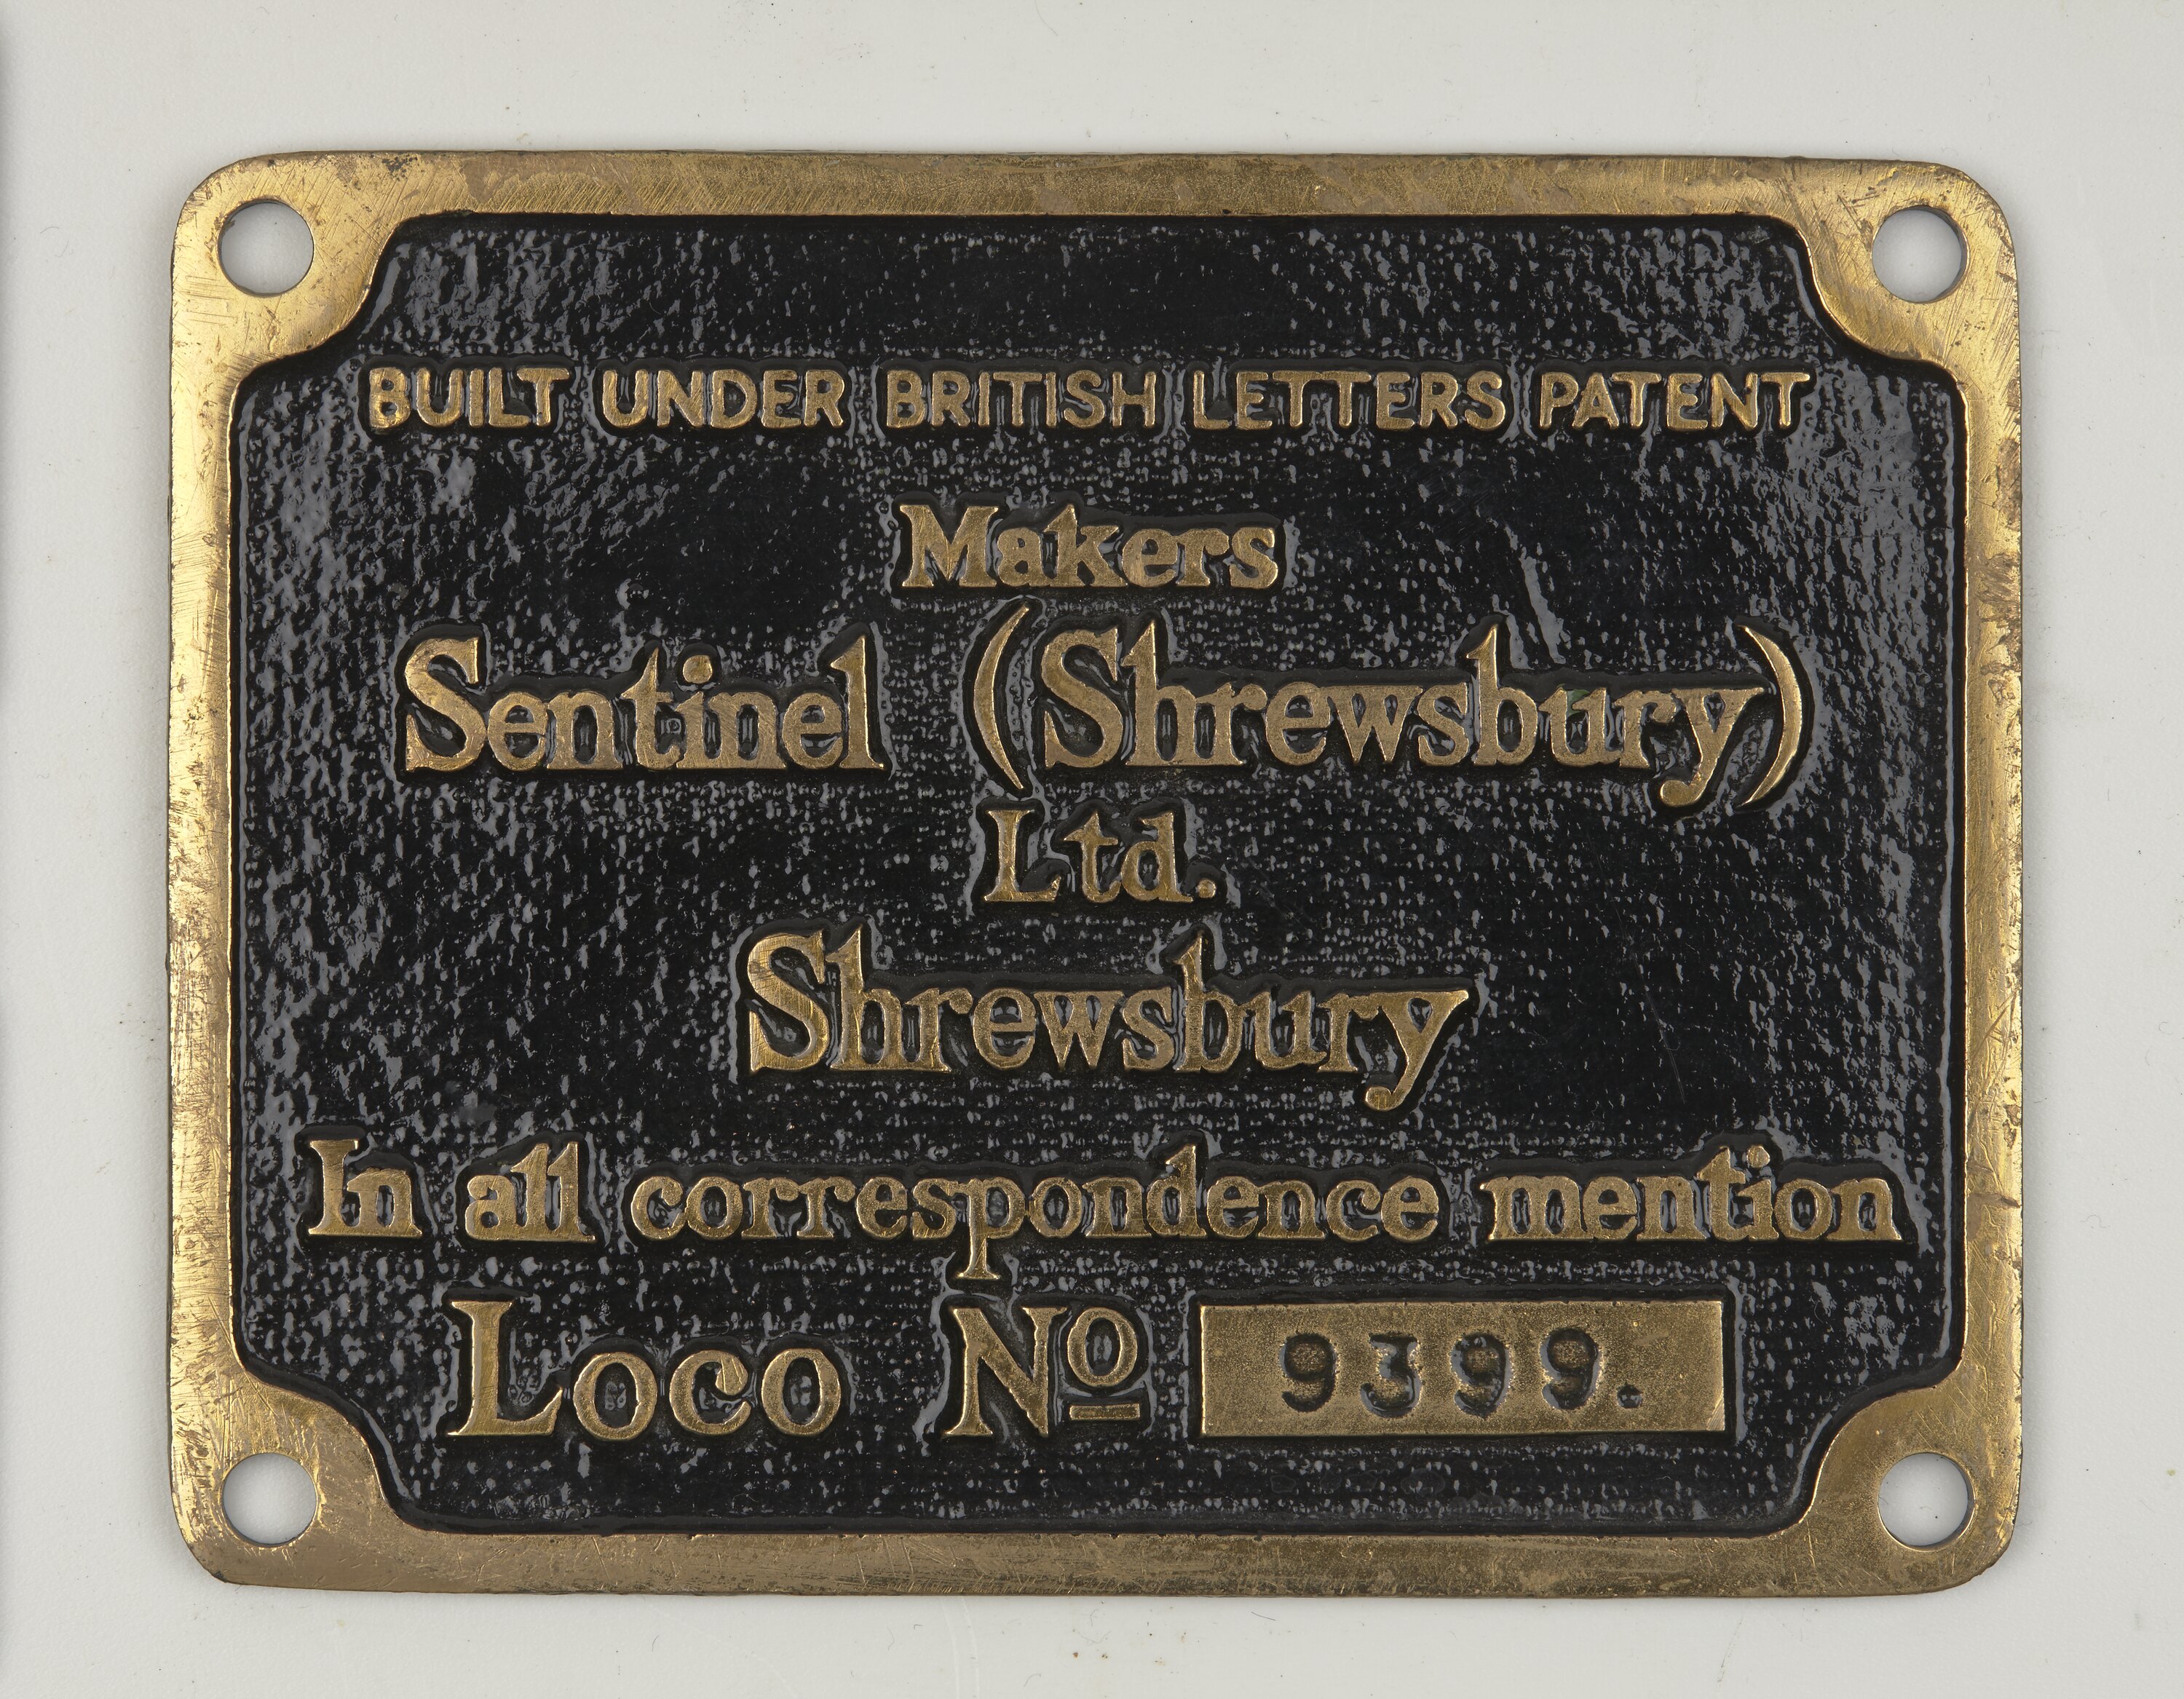 BUILT UNDER BRITISH LETTERS PATENT
Makers
Sentinel (Shrewsbury)
Ltd.
Shrewsbury
In all correspondence mention
Loco Nº 9399.